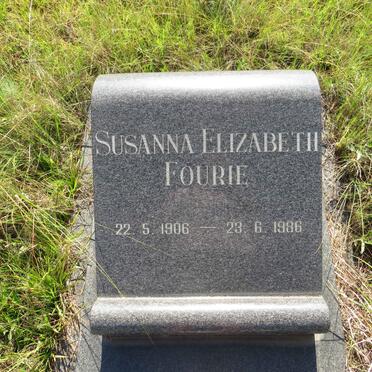 SUSANNA ELIZABETH
FOURIE
22. 5. 1906 — 23. 6. 1986